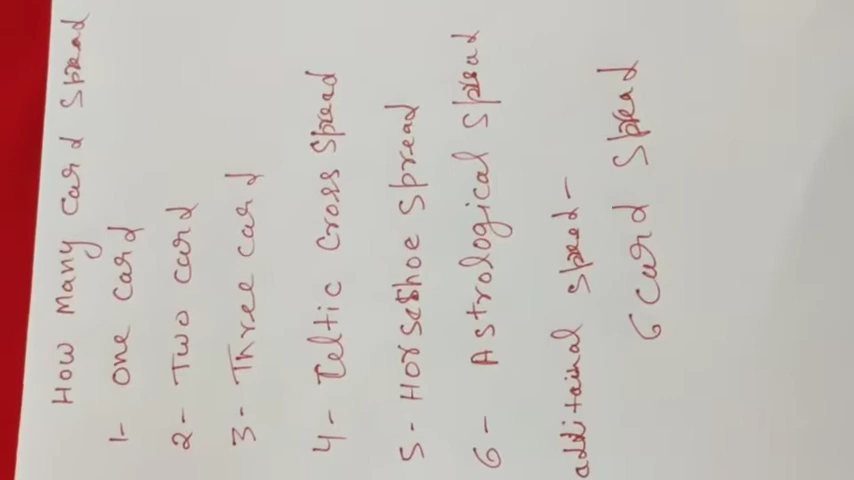 How Many card spread
1- one card
2- Two card
3- Three card
4- Celtic cross spread
5- Horseshoe spread
6- Astrological spread
additainal spread-
6 card spread